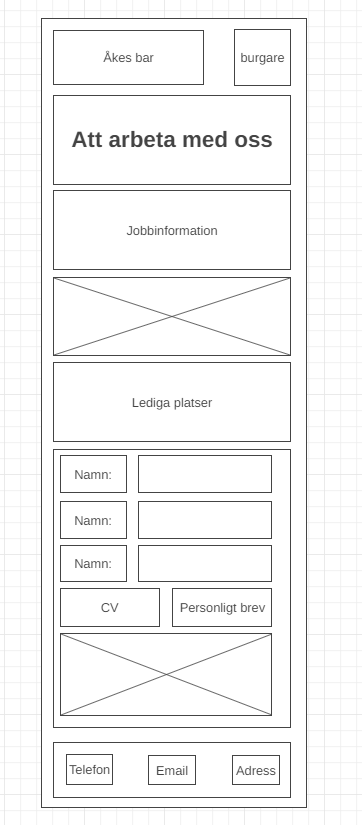 Åkes bar
burgare
Att arbeta med oss
Jobbinformation
Lediga platser
Namn:
Namn:
Namn:
CV
Personligt brev
Telefon
Email
Adress